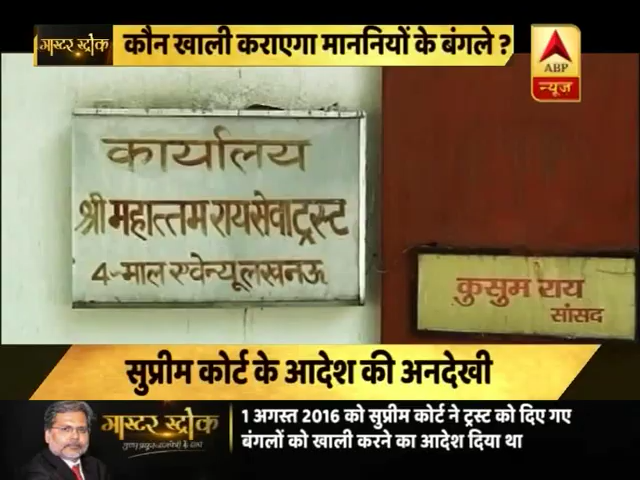 मास्टर स्ट्रोक
कौन खाली कराएगा माननियों के बंगले ?
abp
ABP
न्यूज़
कार्यालय
श्री महात्तम राय सेवा ट्रस्ट
4-माल एवेन्यू लखनऊ
कुसुम राय
सांसद
सुप्रीम कोर्ट के आदेश की अनदेखी
मास्टर स्ट्रोक
1 अगस्त 2016 को सुप्रीम कोर्ट ने ट्रस्ट को दिए गए
बंगलों को खाली करने का आदेश दिया था